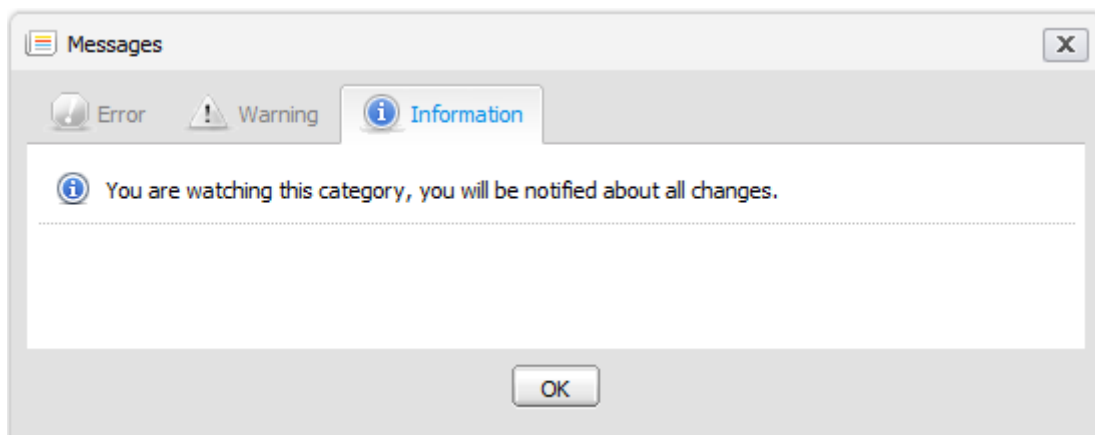 Messages
X
Error Warning Information
You are watching this category, you will be notified about all changes.
OK